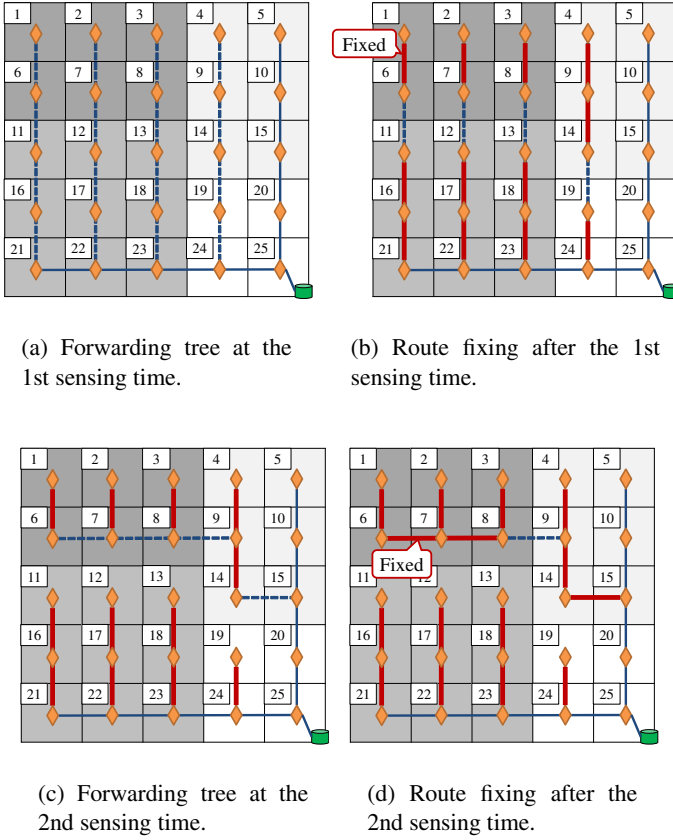 1 2 3 4 5
6 7 8 9 10
11 12 13 14 15
16 17 18 19 20
21 22 23 24 25
(a) Forwarding tree at the
1st sensing time.
1 2 3 4 5
Fixed
6 7 8 9 10
11 12 13 14 15
16 17 18 19 20
21 22 23 24 25
(b) Route fixing after the 1st
sensing time.
1 2 3 4 5
6 7 8 9 10
11 12 13 14 15
16 17 18 19 20
21 22 23 24 25
(c) Forwarding tree at the
2nd sensing time.
1 2 3 4 5
6 7 8 9 10
Fixed
11 12 13 14 15
16 17 18 19 20
21 22 23 24 25
(d) Route fixing after the
2nd sensing time.